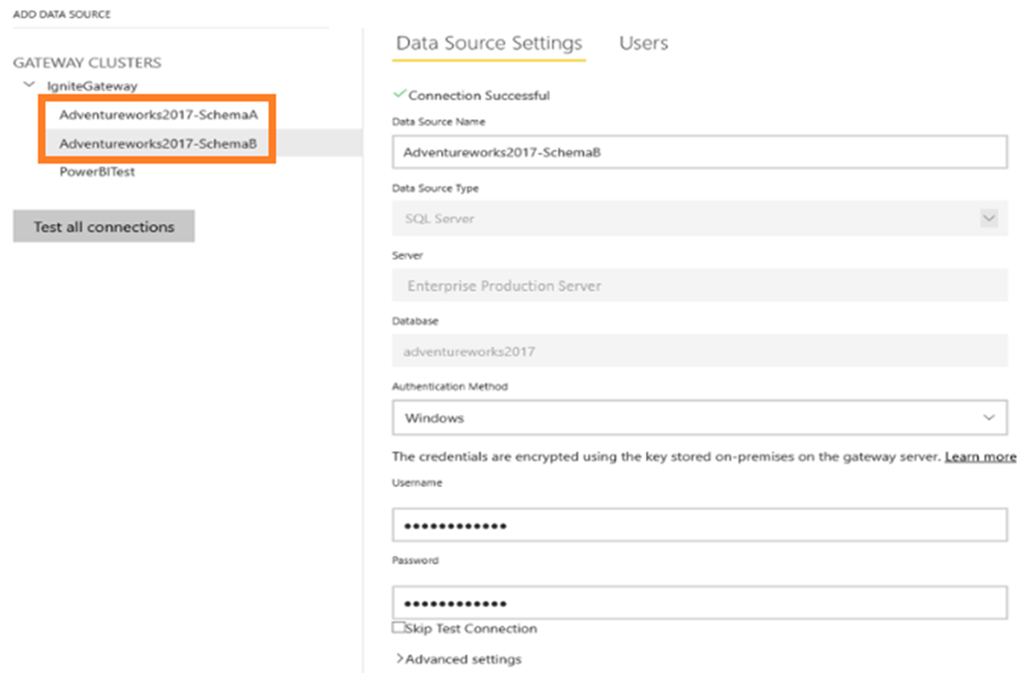 ADD DATA SOURCE
GATEWAY CLUSTERS
IgniteGateway
Adventureworks2017-SchemaA
Adventureworks2017-SchemaB
PowerBITest
Test all connections
Data Source Settings
Users
Connection Successful
Data Source Name
Adventureworks2017-SchemaB
Data Source Type
SQL Server
Server
Enterprise Production Server
Database
adventureworks2017
Authentication Method
Windows
The credentials are encrypted using the key stored on-premises on the gateway server. Learn more
Username
••••••••••••
Password
••••••••••••
Skip Test Connection
Advanced settings